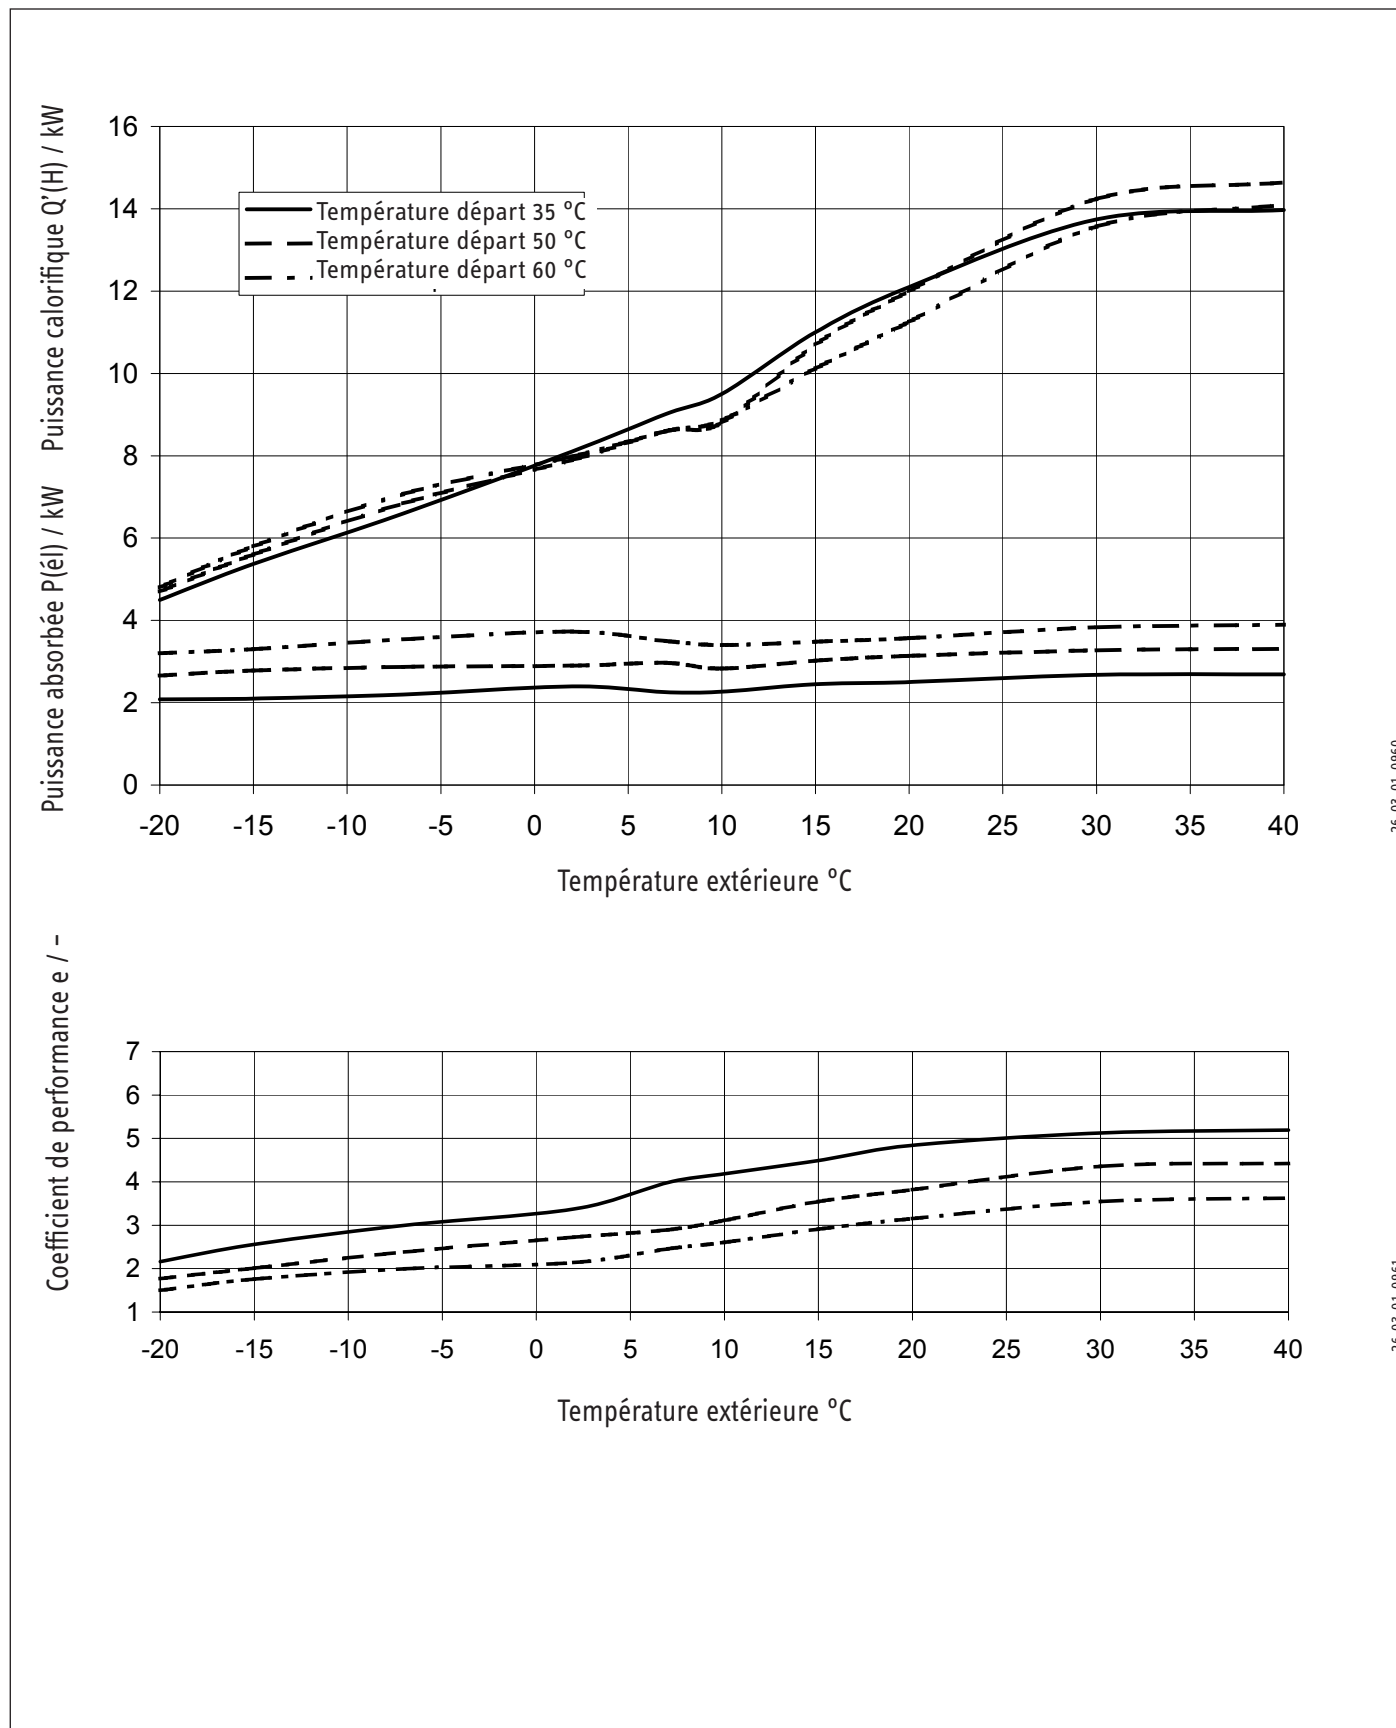 Puissance absorbée P(él) / kW    Puissance calorifique Q'(H) / kW
16
14
12
10
8
6
4
2
0
Température départ 35 °C
Température départ 50 °C
Température départ 60 °C
-20 -15 -10 -5 0 5 10 15 20 25 30 35 40
Température extérieure °C
Coefficient de performance e / –
7
6
5
4
3
2
1
-20 -15 -10 -5 0 5 10 15 20 25 30 35 40
Température extérieure °C